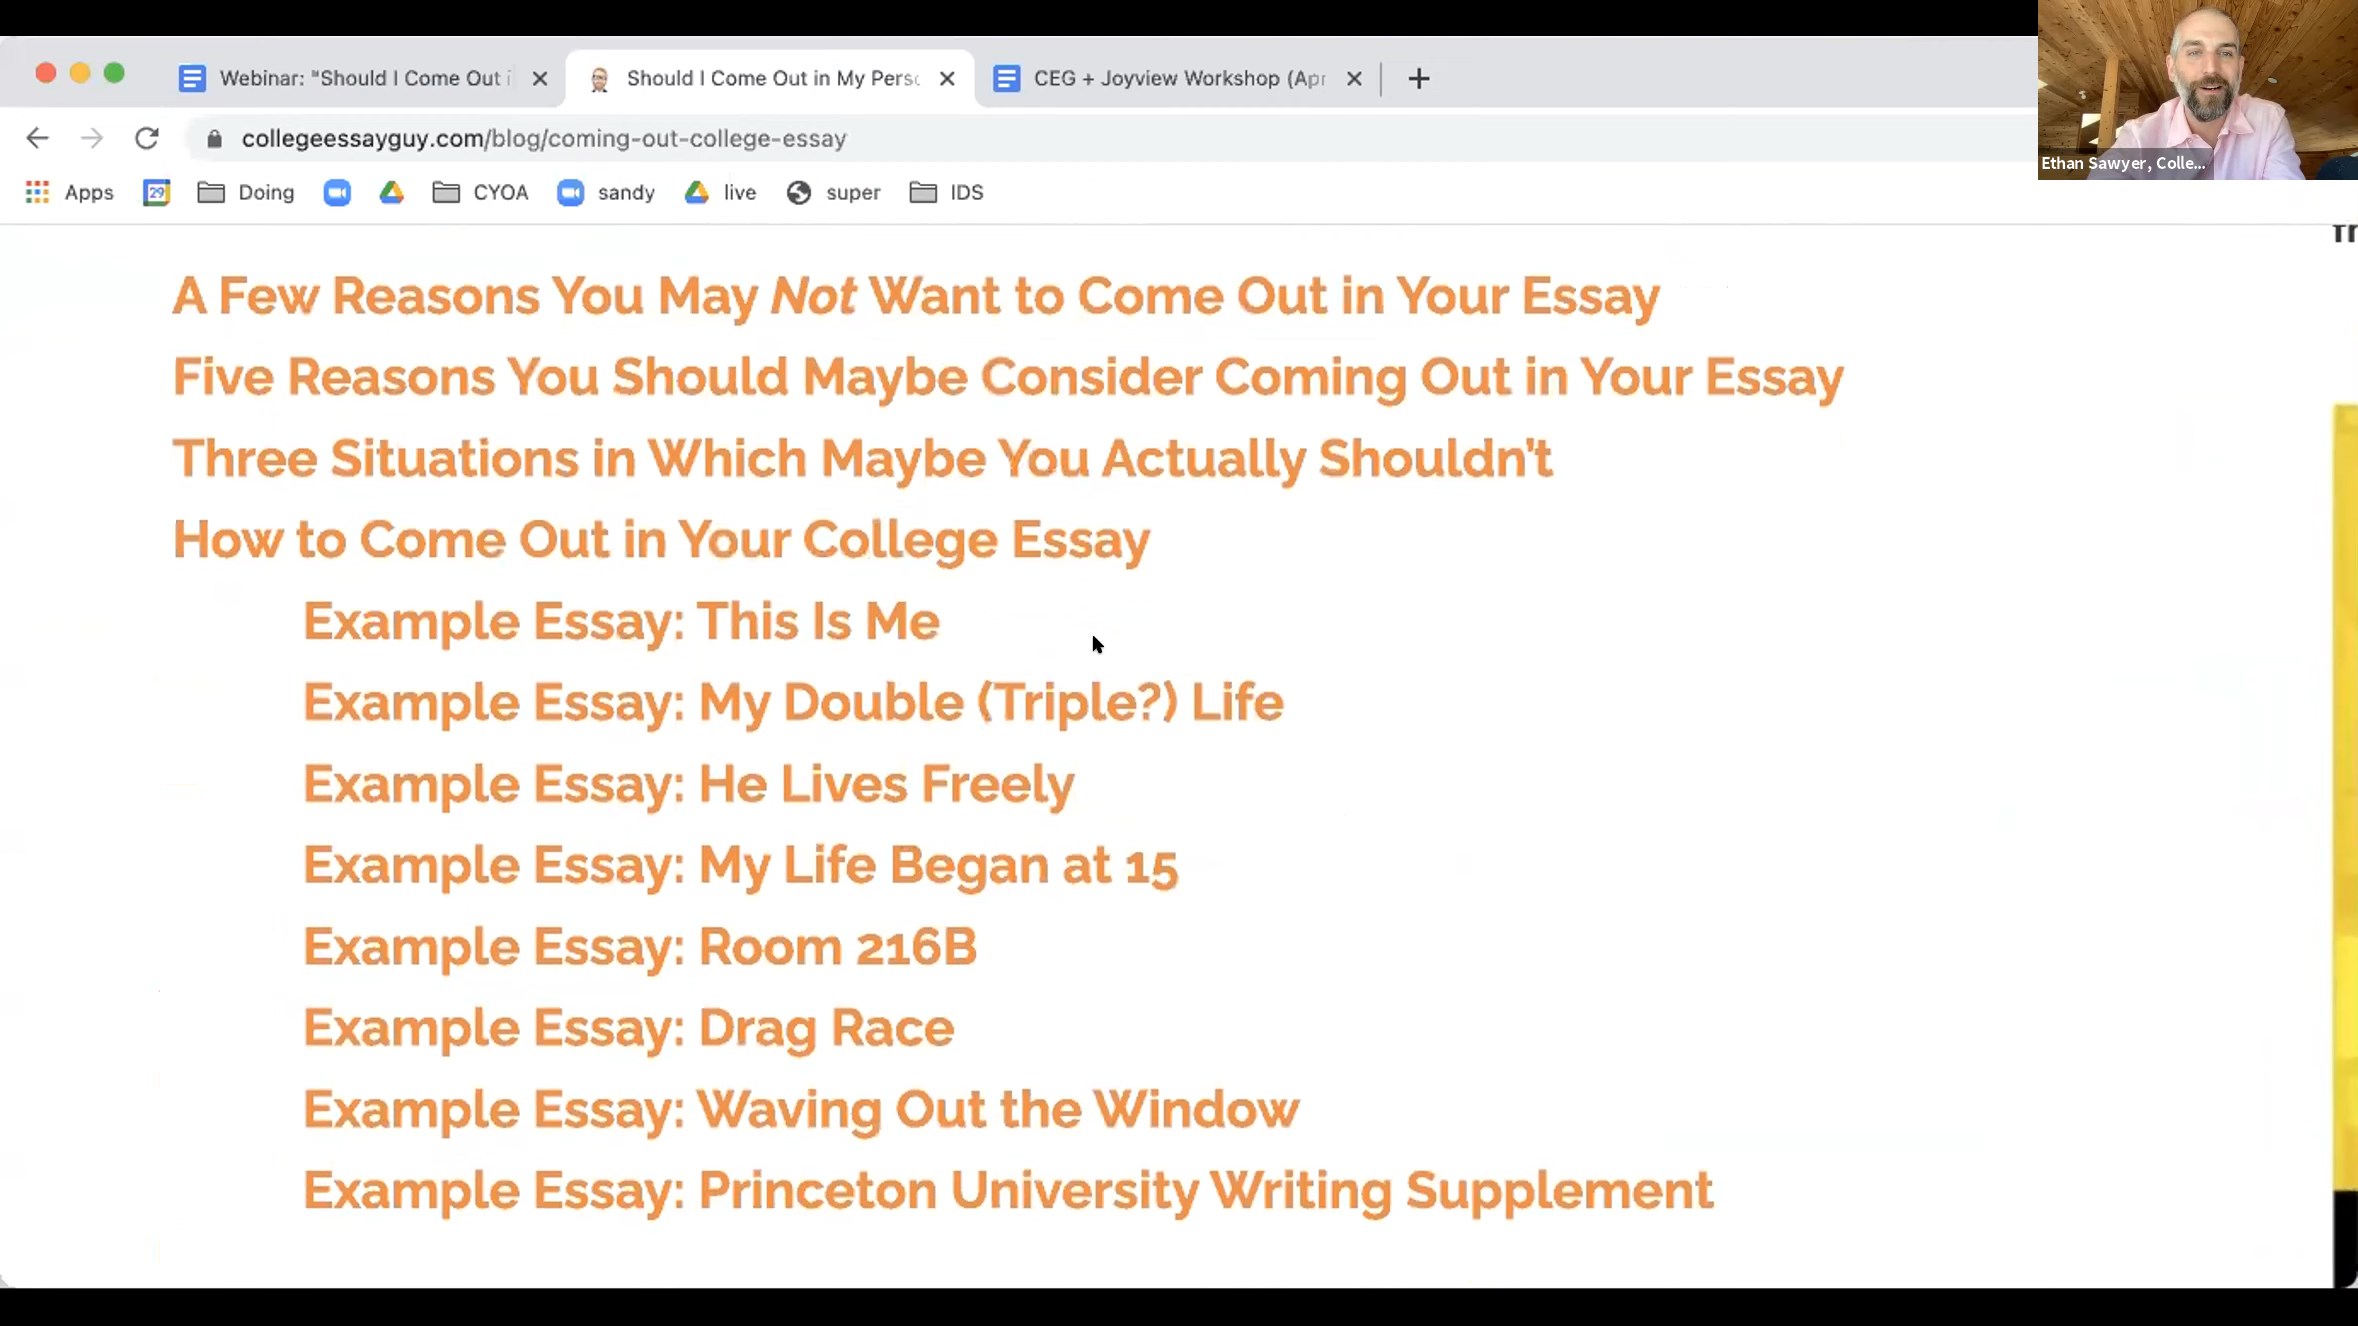 Webinar: "Should I Come Out i
Should I Come Out in My Perso
CEG + Joyview Workshop (Apr
collegeessayguy.com/blog/coming-out-college-essay
Apps
29
Doing
CYOA
sandy
live
super
IDS
Ethan Sawyer, Colle...
A Few Reasons You May Not Want to Come Out in Your Essay
Five Reasons You Should Maybe Consider Coming Out in Your Essay
Three Situations in Which Maybe You Actually Shouldn't
How to Come Out in Your College Essay
Example Essay: This Is Me
Example Essay: My Double (Triple?) Life
Example Essay: He Lives Freely
Example Essay: My Life Began at 15
Example Essay: Room 216B
Example Essay: Drag Race
Example Essay: Waving Out the Window
Example Essay: Princeton University Writing Supplement